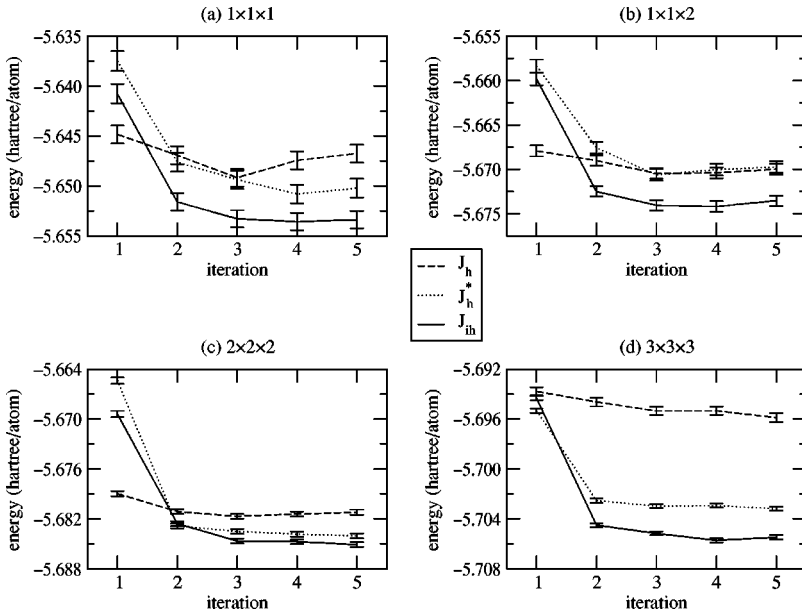 (a) 1×1×1
(b) 1×1×2
−5.635
−5.640
−5.645
−5.650
−5.655
energy (hartree/atom)
1 2 3 4 5
iteration
−5.655
−5.660
−5.665
−5.670
−5.675
energy (hartree/atom)
1 2 3 4 5
iteration
J_h
J_h^*
J_ih
(c) 2×2×2
(d) 3×3×3
−5.664
−5.670
−5.676
−5.682
−5.688
energy (hartree/atom)
1 2 3 4 5
iteration
−5.692
−5.696
−5.700
−5.704
−5.708
energy (hartree/atom)
1 2 3 4 5
iteration